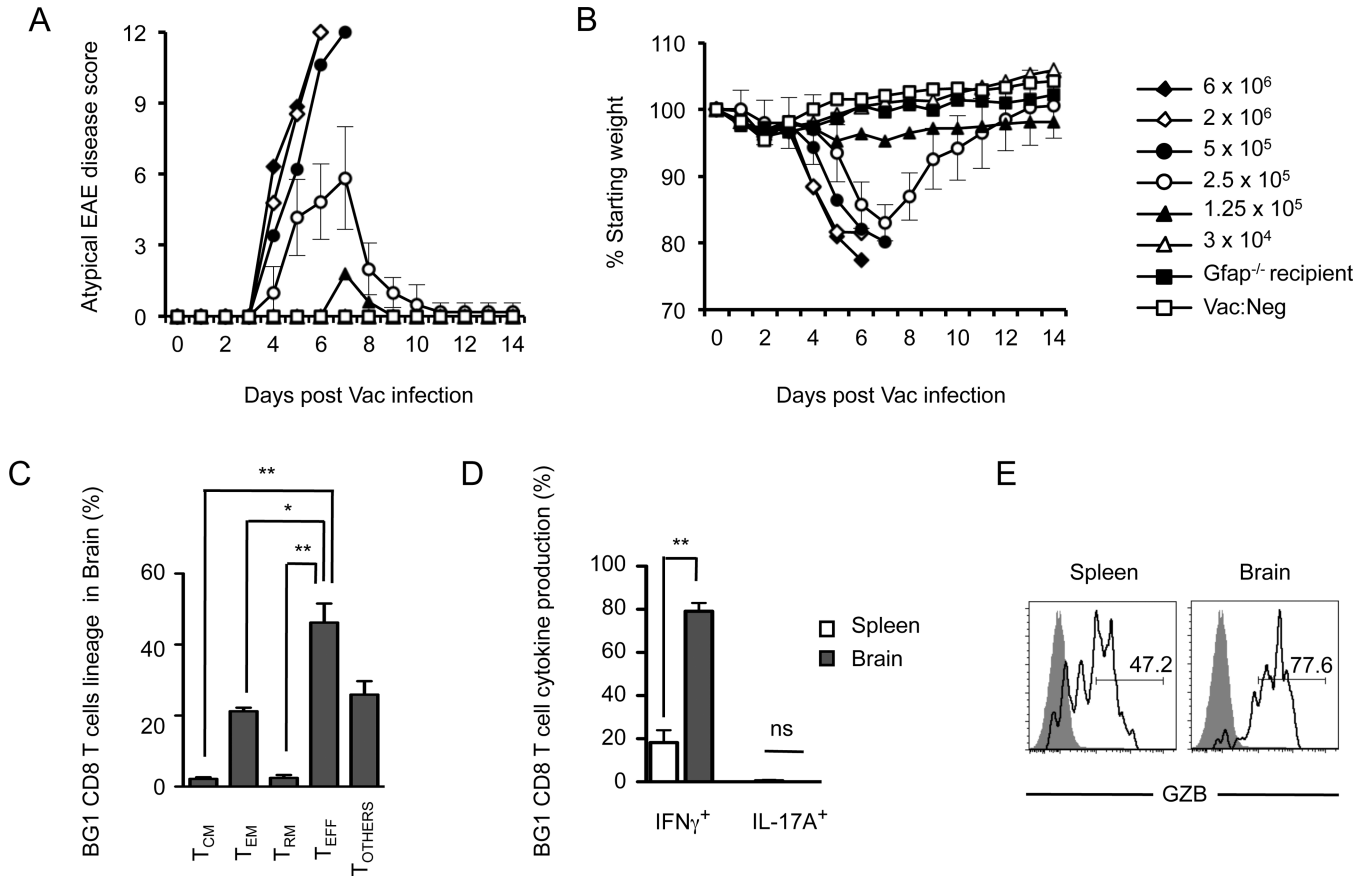 A
Atypical EAE disease score
12
9
6
3
0
0 2 4 6 8 10 12 14
Days post Vac infection
B
% Starting weight
110
100
90
80
70
0 2 4 6 8 10 12 14
Days post Vac infection
6 x 10⁶
2 x 10⁶
5 x 10⁵
2.5 x 10⁵
1.25 x 10⁵
3 x 10⁴
Gfap⁻/⁻ recipient
Vac:Neg
C
BG1 CD8 T cells lineage in Brain (%)
60
40
20
0
**
*
**
TCM
TEM
TRM
TEFF
TOTHERS
D
BG1 CD8 T cell cytokine production (%)
100
80
60
40
20
0
**
ns
IFNγ⁺ IL-17A⁺
Spleen
Brain
E
Spleen Brain
47.2 77.6
GZB